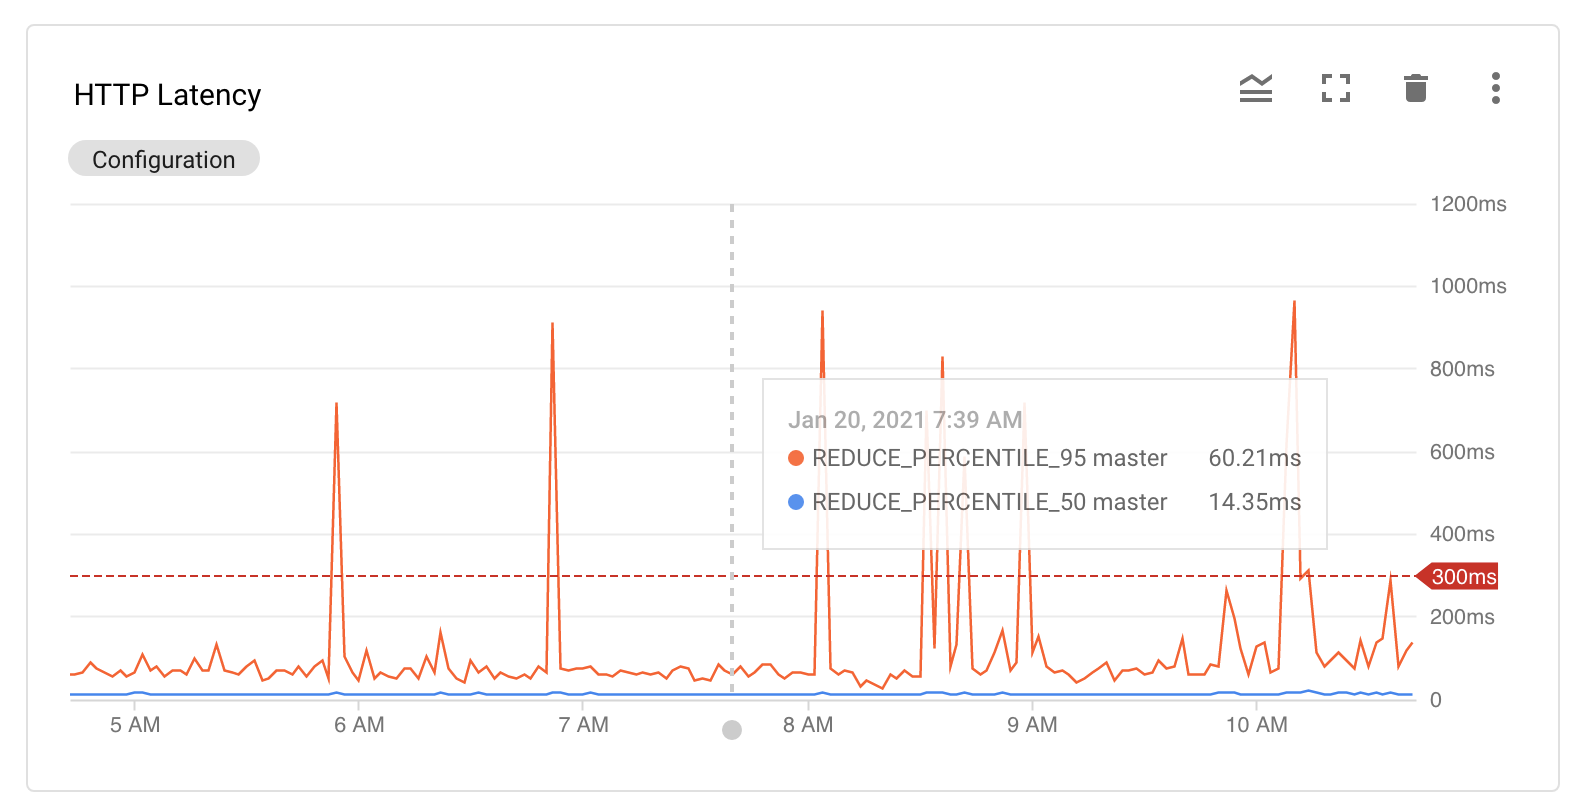 HTTP Latency
Configuration
1200ms
1000ms
800ms
Jan 20, 2021 7:39 AM
REDUCE_PERCENTILE_95 master 60.21ms
600ms
REDUCE_PERCENTILE_50 master 14.35ms
400ms
300ms
200ms
0
5 AM 6 AM 7 AM 8 AM 9 AM 10 AM